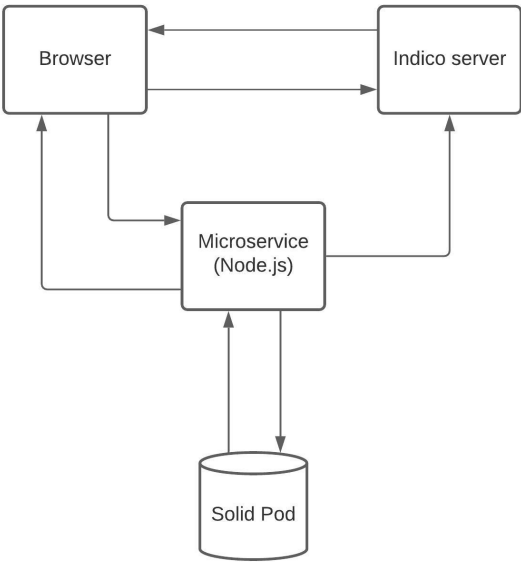 Browser
Indico server
Microservice
(Node.js)
Solid Pod